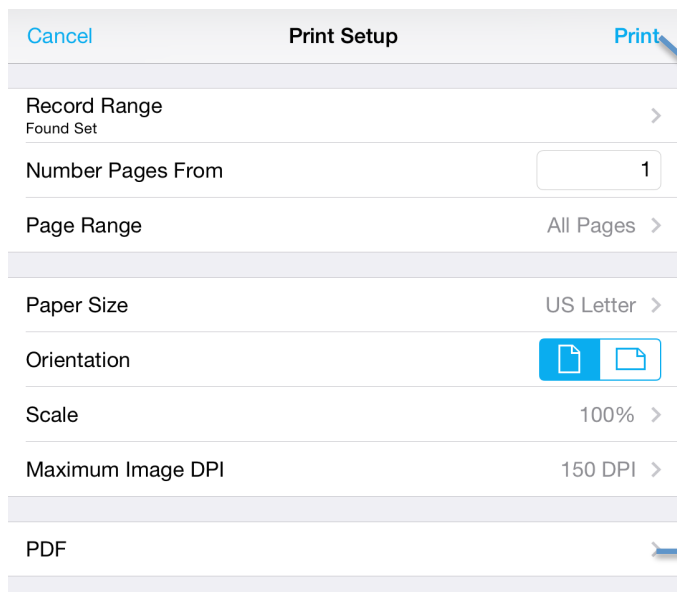 Cancel Print Setup Print
Record Range
Found Set
Number Pages From 1
Page Range All Pages
Paper Size US Letter
Orientation
Scale 100%
Maximum Image DPI 150 DPI
PDF